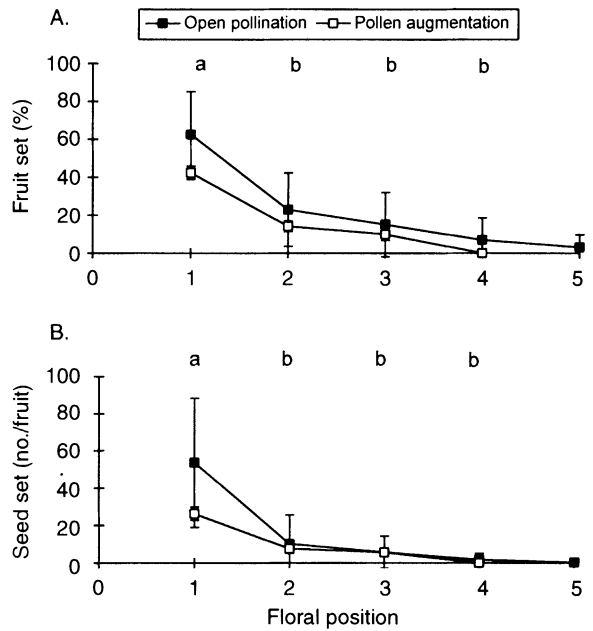 A.
Open pollination Pollen augmentation
a b b b
100
80
60
40
20
0
Fruit set (%)
0 1 2 3 4 5
B.
a b b b
100
80
60
40
20
0
Seed set (no./fruit)
0 1 2 3 4 5
Floral position